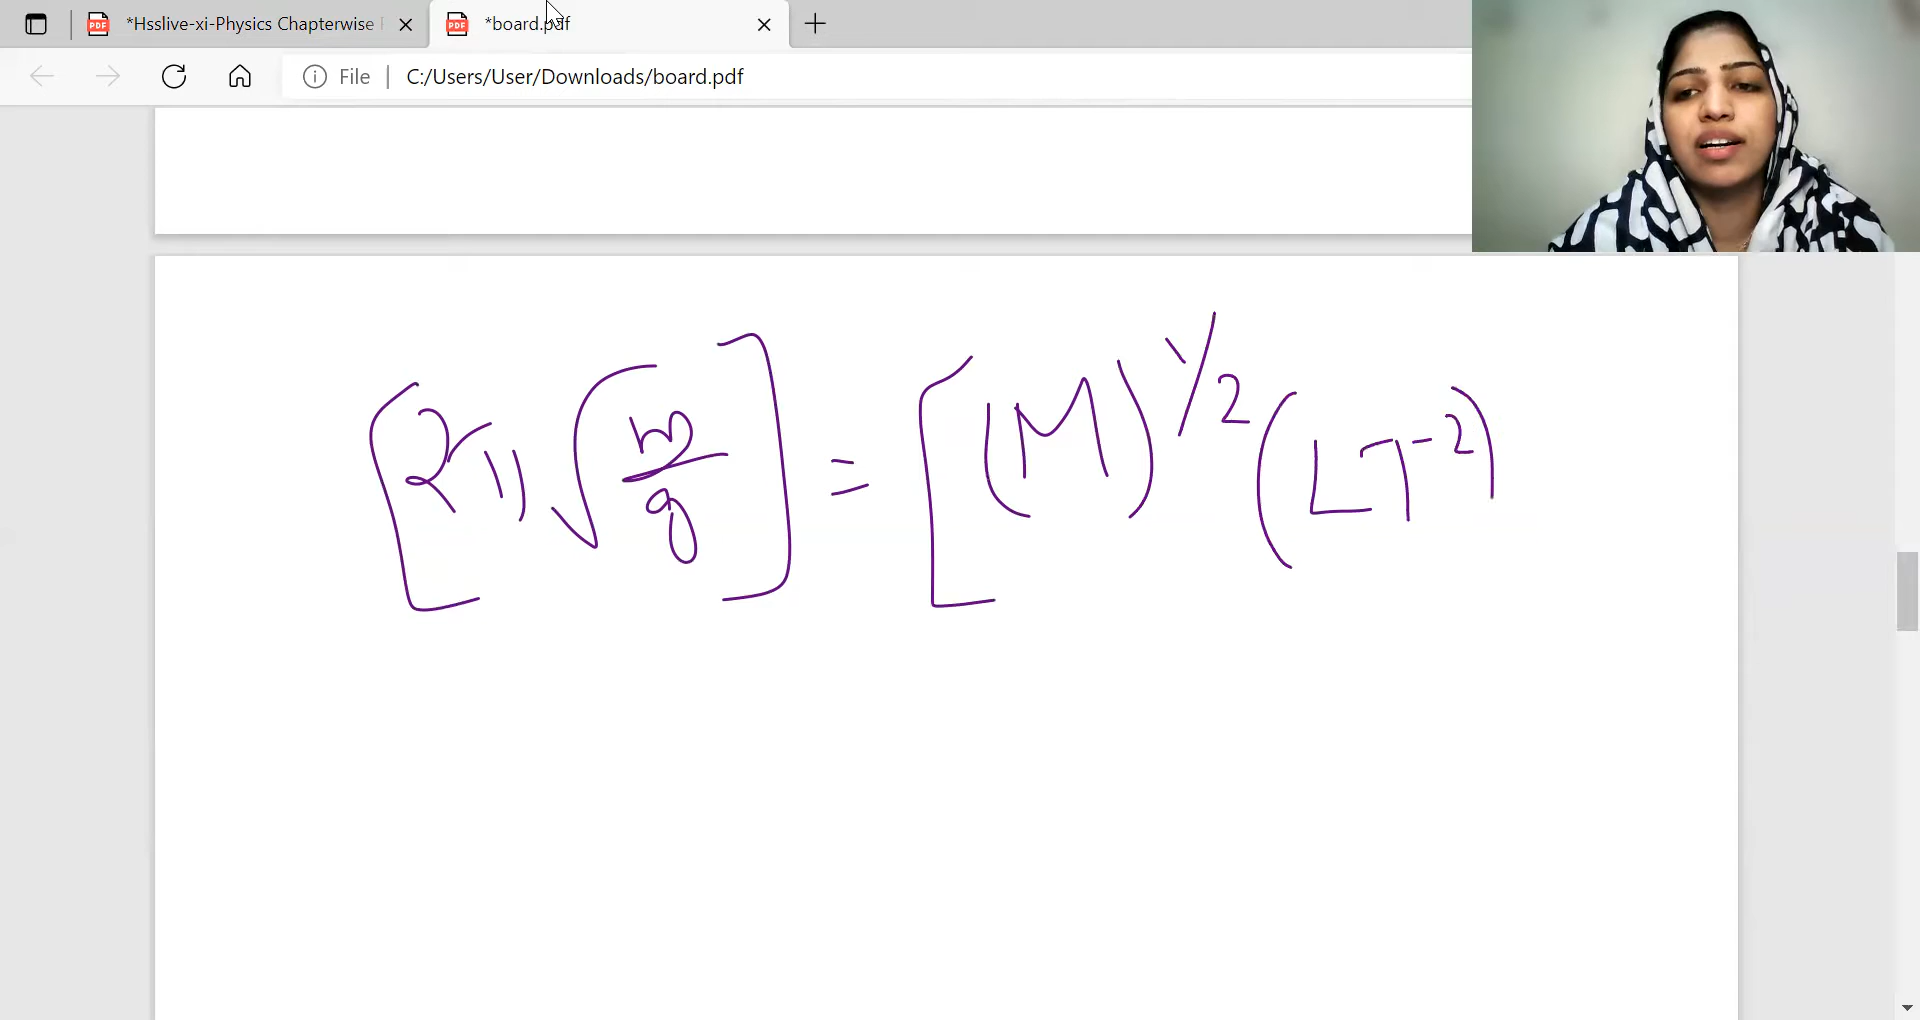 *Hsslive-xi-Physics Chapterwise
*board.pdf
File C:/Users/User/Downloads/board.pdf
[2π √(m/g)] = [(M)^1/2 (LT^-2)